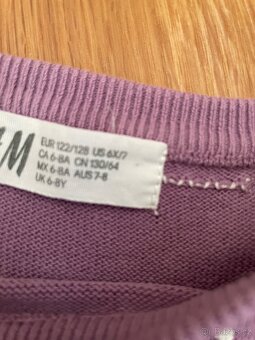 M
EUR 122/128 US 6X/7
CA 6-8A CN 130/64
MX 6-8A AUS 7-8
UK 6-8Y